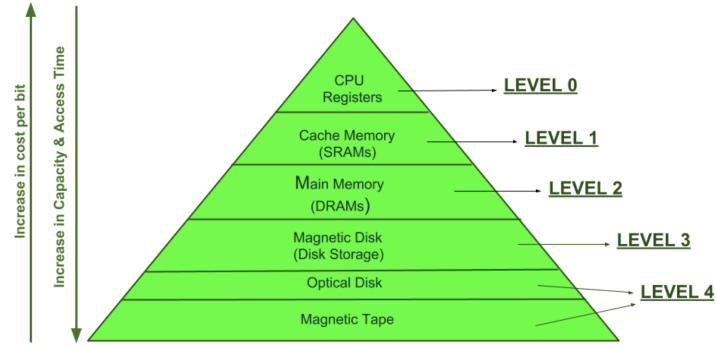 Increase in cost per bit
Increase in Capacity & Access Time
CPU
Registers
LEVEL 0
Cache Memory
(SRAMs)
LEVEL 1
Main Memory
(DRAMs)
LEVEL 2
Magnetic Disk
(Disk Storage)
LEVEL 3
Optical Disk
LEVEL 4
Magnetic Tape